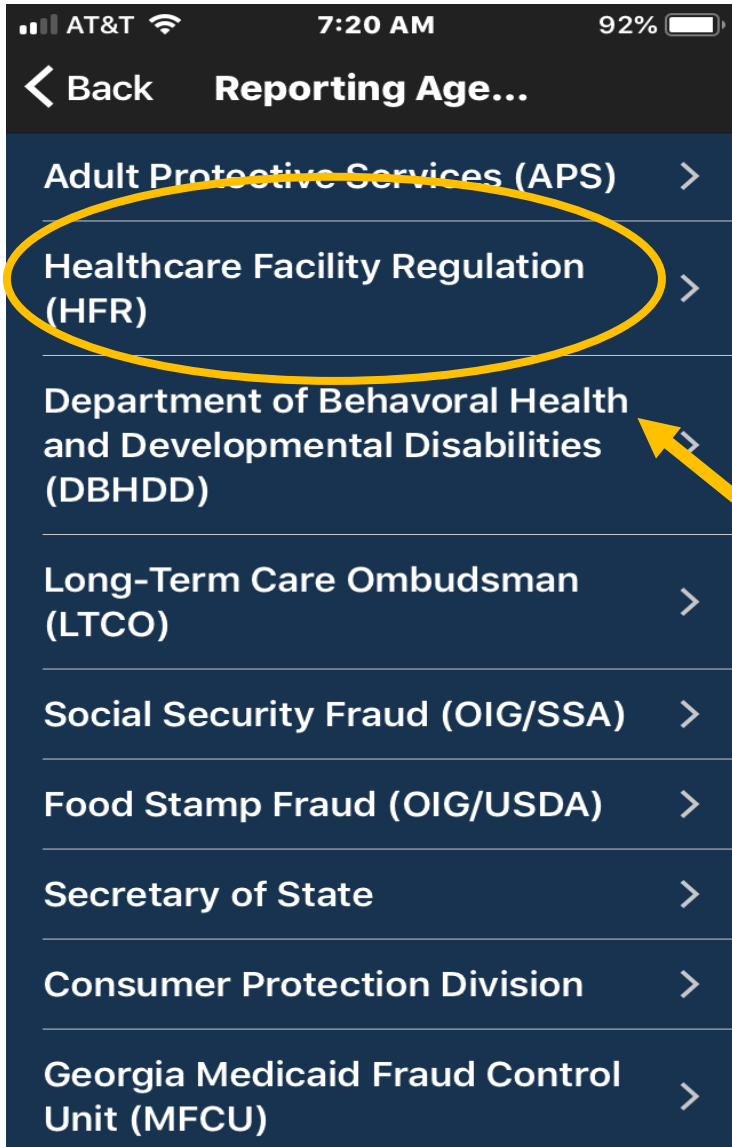 AT&T 7:20 AM 92%
Back Reporting Age...
Adult Protective Services (APS)
Healthcare Facility Regulation
(HFR)
Department of Behavoral Health
and Developmental Disabilities
(DBHDD)
Long-Term Care Ombudsman
(LTCO)
Social Security Fraud (OIG/SSA)
Food Stamp Fraud (OIG/USDA)
Secretary of State
Consumer Protection Division
Georgia Medicaid Fraud Control
Unit (MFCU)